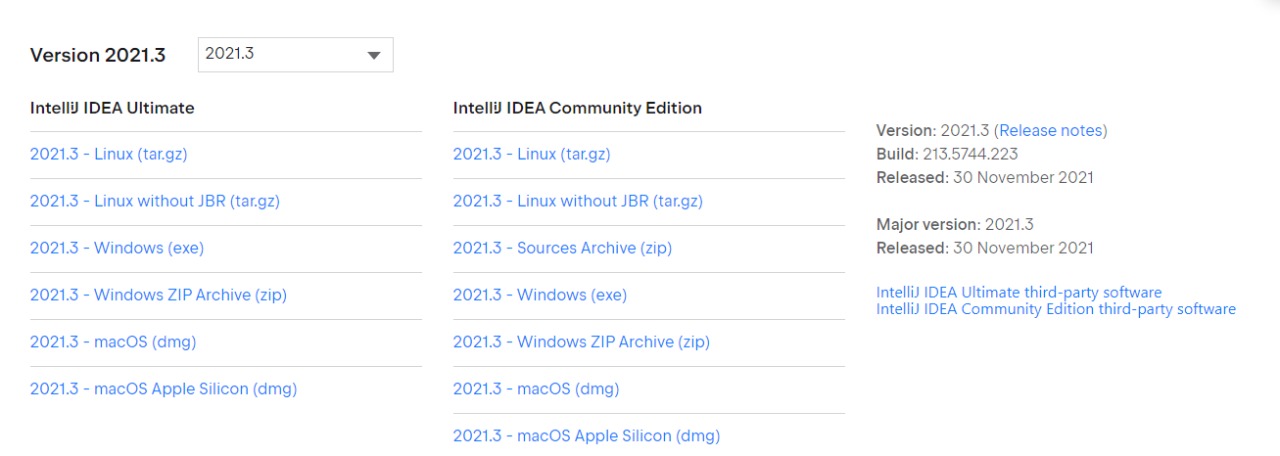 Version 2021.3
2021.3
IntelliJ IDEA Ultimate
2021.3 - Linux (tar.gz)
2021.3 - Linux without JBR (tar.gz)
2021.3 - Windows (exe)
2021.3 - Windows ZIP Archive (zip)
2021.3 - macOS (dmg)
2021.3 - macOS Apple Silicon (dmg)
IntelliJ IDEA Community Edition
2021.3 - Linux (tar.gz)
2021.3 - Linux without JBR (tar.gz)
2021.3 - Sources Archive (zip)
2021.3 - Windows (exe)
2021.3 - Windows ZIP Archive (zip)
2021.3 - macOS (dmg)
2021.3 - macOS Apple Silicon (dmg)
Version: 2021.3 (Release notes)
Build: 213.5744.223
Released: 30 November 2021
Major version: 2021.3
Released: 30 November 2021
IntelliJ IDEA Ultimate third-party software
IntelliJ IDEA Community Edition third-party software